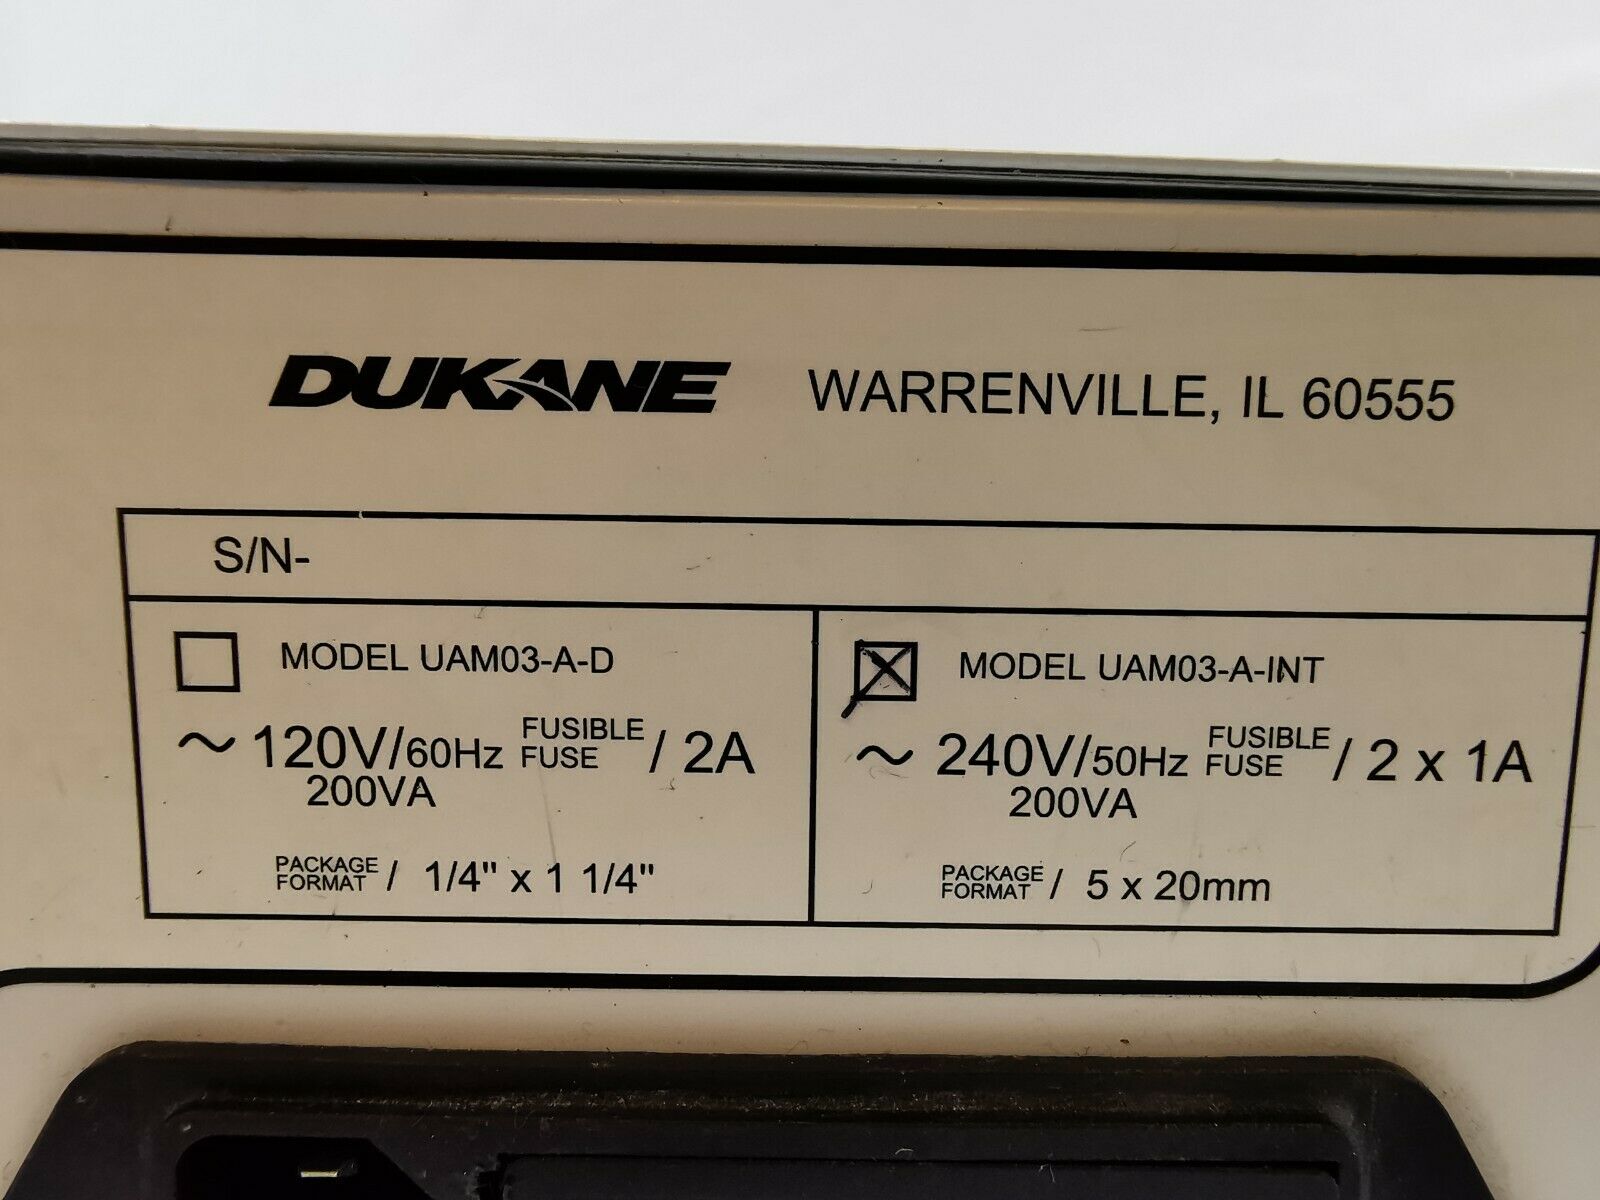 DUKANE WARRENVILLE, IL 60555
S/N-
MODEL UAM03-A-D
~ 120V/60Hz FUSIBLE FUSE / 2A
200VA
PACKAGE FORMAT / 1/4" x 1 1/4"
MODEL UAM03-A-INT
~ 240V/50Hz FUSIBLE FUSE / 2 x 1A
200VA
PACKAGE FORMAT / 5 x 20mm